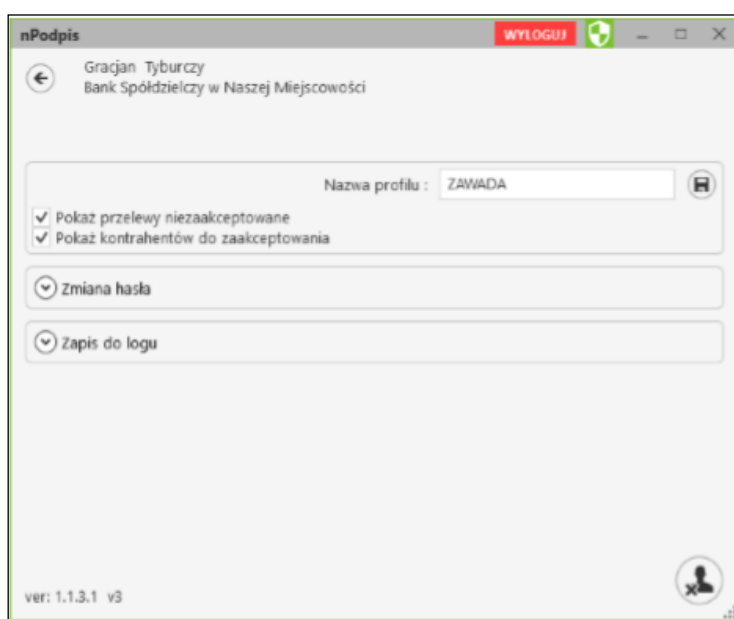 nPodpis WYLOGUJ
Gracjan Tyburczy
Bank Spółdzielczy w Naszej Miejscowości
Nazwa profilu : ZAWADA
Pokaż przelewy niezaakceptowane
Pokaż kontrahentów do zaakceptowania
Zmiana hasła
Zapis do logu
ver: 1.1.3.1 v3